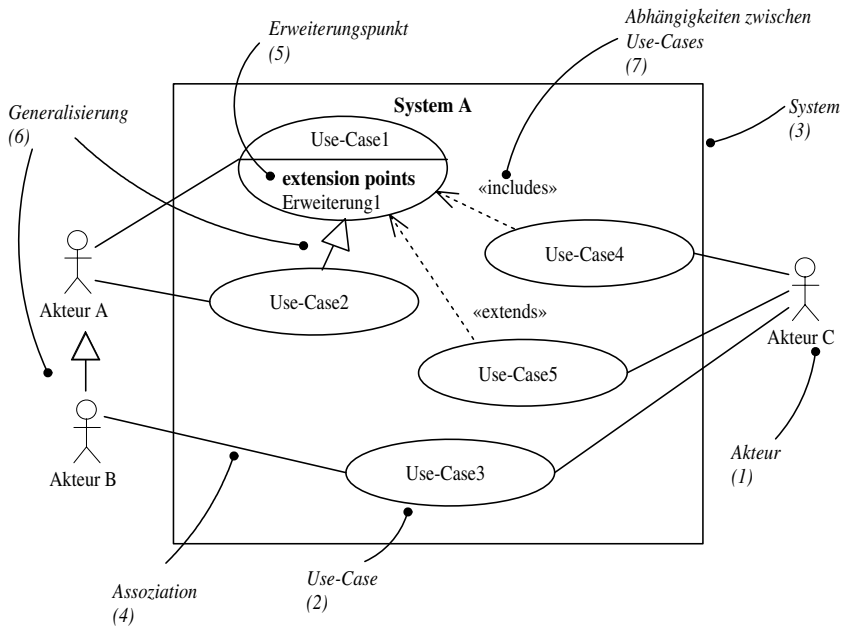 Erweiterungspunkt
(5)
Abhängigkeiten zwischen
Use-Cases
(7)
Generalisierung
(6)
System A
System
(3)
Use-Case1
extension points
Erweiterung1
«includes»
Use-Case4
Akteur A
Use-Case2
«extends»
Akteur C
Use-Case5
Akteur B
Use-Case3
Akteur
(1)
Assoziation
(4)
Use-Case
(2)